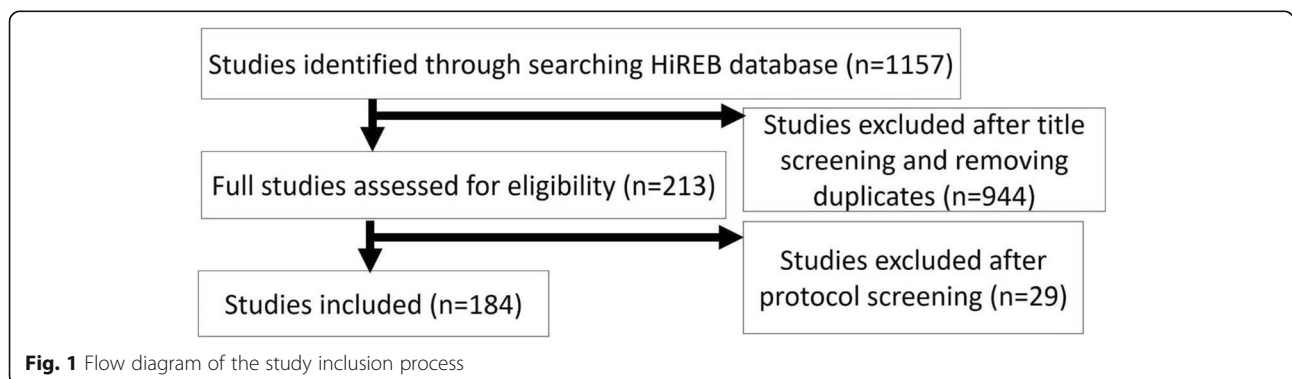 Studies identified through searching HiREB database (n=1157)
Studies excluded after title
screening and removing
duplicates (n=944)
Full studies assessed for eligibility (n=213)
Studies excluded after
protocol screening (n=29)
Studies included (n=184)
Fig. 1 Flow diagram of the study inclusion process